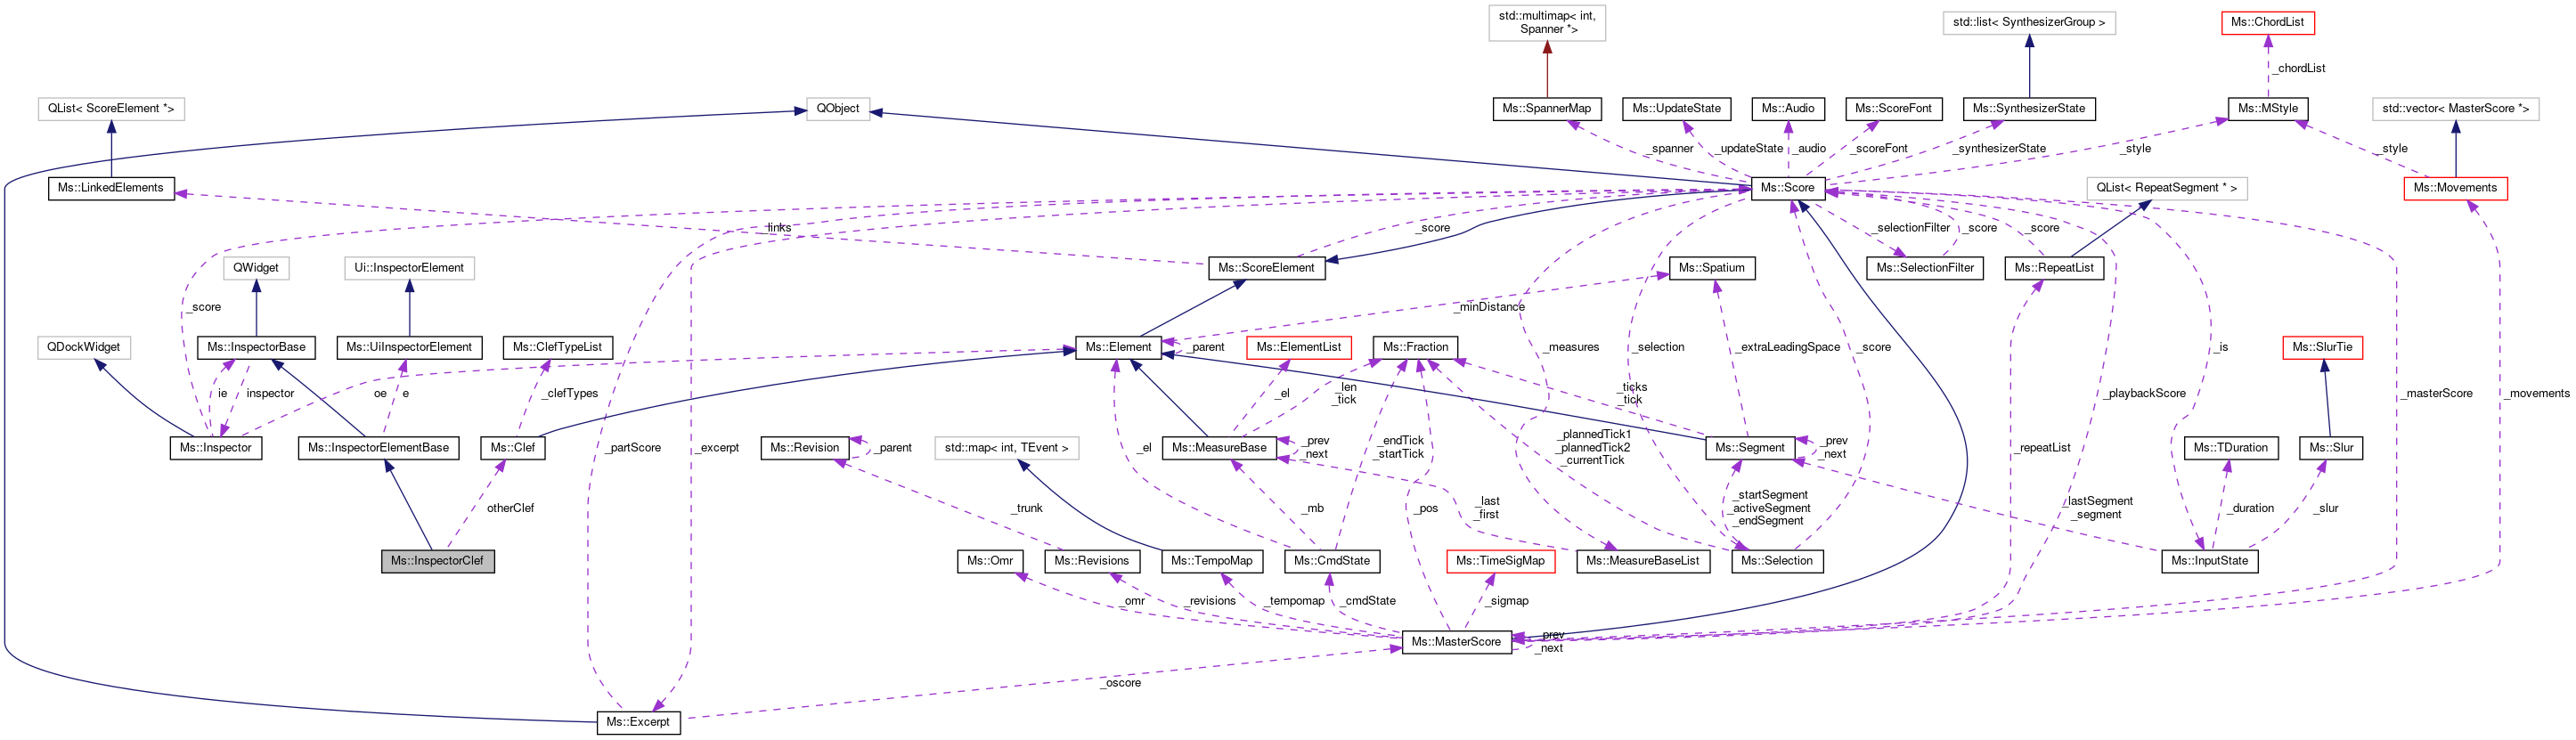 std::multimap< int,
Spanner *>
std::list< SynthesizerGroup >
Ms::ChordList
_chordList
QList< ScoreElement *>
QObject
Ms::SpannerMap
Ms::UpdateState
Ms::Audio
Ms::ScoreFont
Ms::SynthesizerState
Ms::MStyle
std::vector< MasterScore *>
_spanner
_updateState
_audio
_scoreFont
_synthesizerState
_style
_style
Ms::LinkedElements
Ms::Score
QList< RepeatSegment * >
Ms::Movements
_links
_score
_selectionFilter
_score
_score
QWidget
Ui::InspectorElement
Ms::ScoreElement
Ms::Spatium
Ms::SelectionFilter
Ms::RepeatList
_score
_minDistance
QDockWidget
Ms::InspectorBase
Ms::UiInspectorElement
Ms::ClefTypeList
Ms::Element
_parent
Ms::ElementList
Ms::Fraction
_measures
_selection
_extraLeadingSpace
_score
_is
Ms::SlurTie
ie
inspector
oe
e
_clefTypes
_el
_len
_tick
_ticks
_tick
_playbackScore
_masterScore
_movements
Ms::Inspector
Ms::InspectorElementBase
Ms::Clef
_partScore
_excerpt
Ms::Revision
_parent
std::map< int, TEvent >
_el
Ms::MeasureBase
_prev
_next
_endTick
_startTick
_plannedTick1
_plannedTick2
_currentTick
Ms::Segment
_prev
_next
_repeatList
Ms::TDuration
Ms::Slur
otherClef
_trunk
_mb
_pos
_last
_first
_startSegment
_activeSegment
_endSegment
_lastSegment
_segment
_duration
_slur
Ms::InspectorClef
Ms::Omr
Ms::Revisions
Ms::TempoMap
Ms::CmdState
Ms::TimeSigMap
Ms::MeasureBaseList
Ms::Selection
Ms::InputState
_omr
_revisions
_tempomap
_cmdState
_sigmap
Ms::MasterScore
_prev
_next
_oscore
Ms::Excerpt